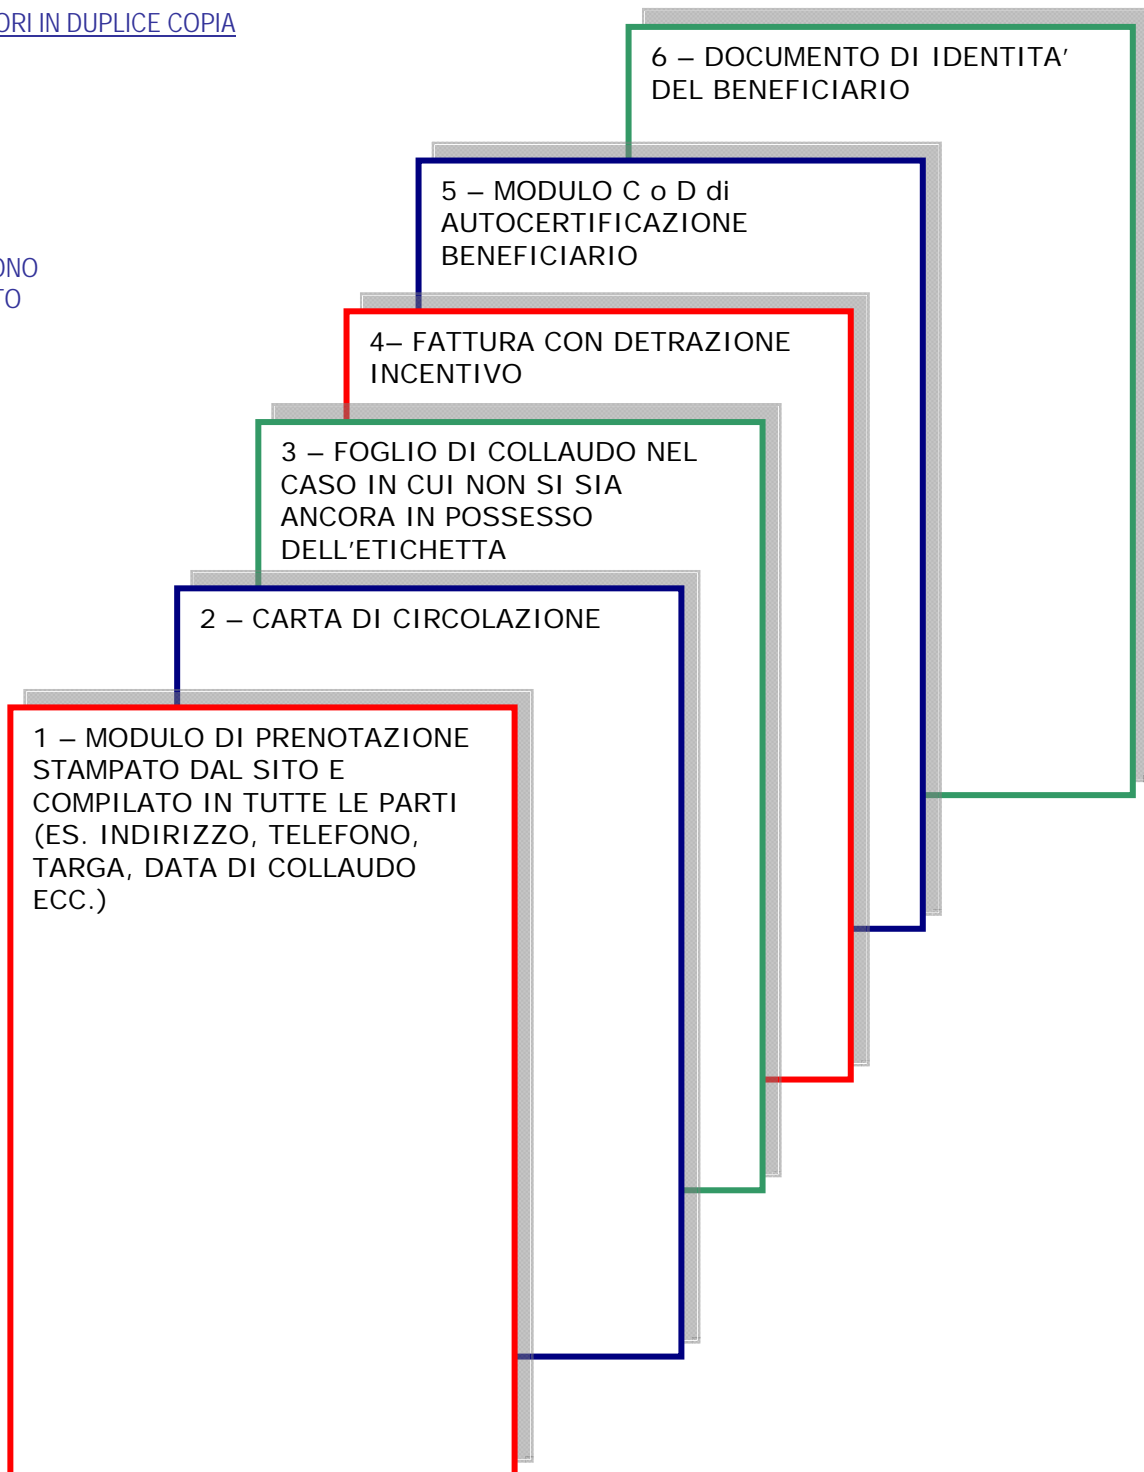 ORI IN DUPLICE COPIA
6 – DOCUMENTO DI IDENTITA’
DEL BENEFICIARIO
5 – MODULO C o D di
AUTOCERTIFICAZIONE
BENEFICIARIO
ONO
TO
4– FATTURA CON DETRAZIONE
INCENTIVO
3 – FOGLIO DI COLLAUDO NEL
CASO IN CUI NON SI SIA
ANCORA IN POSSESSO
DELL’ETICHETTA
2 – CARTA DI CIRCOLAZIONE
1 – MODULO DI PRENOTAZIONE
STAMPATO DAL SITO E
COMPILATO IN TUTTE LE PARTI
(ES. INDIRIZZO, TELEFONO,
TARGA, DATA DI COLLAUDO
ECC.)